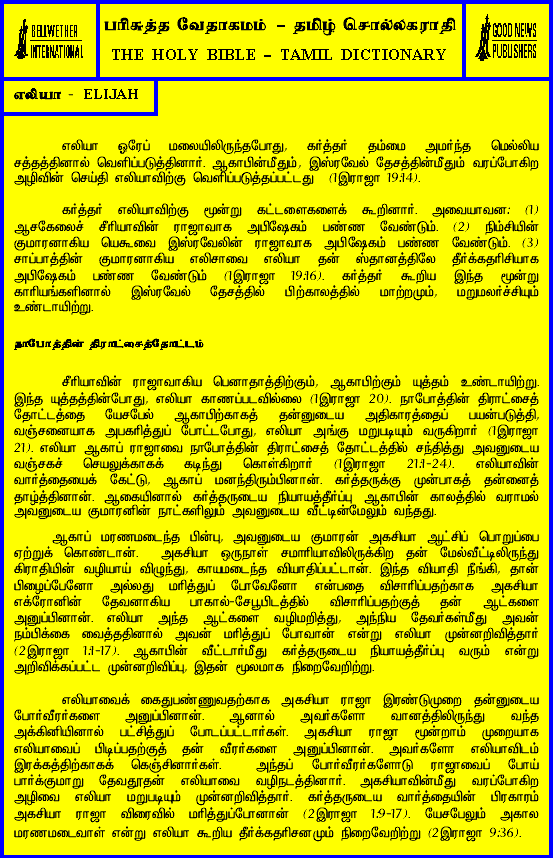 BELLWETHER
INTERNATIONAL
பரிசுத்த வேதாகமம் – தமிழ் சொல்லகராதி
THE HOLY BIBLE – TAMIL DICTIONARY
GOOD NEWS
PUBLISHERS
எலியா - ELIJAH
எலியா ஓரேப் மலையிலிருந்தபோது, கர்த்தர் தம்மை அமர்ந்த மெல்லிய
சத்தத்தினால் வெளிப்படுத்தினார். ஆகாபின்மீதும், இஸ்ரவேல் தேசத்தின்மீதும் வரப்போகிற
அழிவின் செய்தி எலியாவிற்கு வெளிப்படுத்தப்பட்டது (1இராஜா 19:14).
கர்த்தர் எலியாவிற்கு மூன்று கட்டளைகளைக் கூறினார். அவையாவன: (1)
ஆசகேலைச் சீரியாவின் ராஜாவாக அபிஷேகம் பண்ண வேண்டும். (2) நிம்சியின்
குமாரனாகிய யெகூவை இஸ்ரவேலின் ராஜாவாக அபிஷேகம் பண்ண வேண்டும். (3)
சாப்பாத்தின் குமாரனாகிய எலிசாவை எலியா தன் ஸ்தானத்திலே தீர்க்கதரிசியாக
அபிஷேகம் பண்ண வேண்டும் (1இராஜா 19:16). கர்த்தர் கூறிய இந்த மூன்று
காரியங்களினால் இஸ்ரவேல் தேசத்தில் பிற்காலத்தில் மாற்றமும், மறுமலர்ச்சியும்
உண்டாயிற்று.
நாபோத்தின் திராட்சைத்தோட்டம்
சீரியாவின் ராஜாவாகிய பெனாதாத்திற்கும், ஆகாபிற்கும் யுத்தம் உண்டாயிற்று.
இந்த யுத்தத்தின்போது, எலியா காணப்படவில்லை (1இராஜா 20). நாபோத்தின் திராட்சைத்
தோட்டத்தை யேசபேல் ஆகாபிற்காகத் தன்னுடைய அதிகாரத்தைப் பயன்படுத்தி,
வஞ்சனையாக அபகரித்துப் போட்டபோது, எலியா அங்கு மறுபடியும் வருகிறார் (1இராஜா
21). எலியா ஆகாப் ராஜாவை நாபோத்தின் திராட்சைத் தோட்டத்தில் சந்தித்து அவனுடைய
வஞ்சகச் செயலுக்காகக் கடிந்து கொள்கிறார் (1இராஜா 21:1-24). எலியாவின்
வார்த்தையைக் கேட்டு, ஆகாப் மனந்திரும்பினான். கர்த்தருக்கு முன்பாகத் தன்னைத்
தாழ்த்தினான். ஆகையினால் கர்த்தருடைய நியாயத்தீர்ப்பு ஆகாபின் காலத்தில் வராமல்
அவனுடைய குமாரனின் நாட்களிலும் அவனுடைய வீட்டின்மேலும் வந்தது.
ஆகாப் மரணமடைந்த பின்பு, அவனுடைய குமாரன் அகசியா ஆட்சிப் பொறுப்பை
ஏற்றுக் கொண்டான். அகசியா ஒருநாள் சமாரியாவிலிருக்கிற தன் மேல்வீட்டிலிருந்து
கிராதியின் வழியாய் விழுந்து, காயமடைந்த வியாதிப்பட்டான். இந்த வியாதி நீங்கி, தான்
பிழைப்பேனோ அல்லது மரித்துப் போவேனோ என்பதை விசாரிப்பதற்காக அகசியா
எக்ரோனின் தேவனாகிய பாகால்-சேபூபிடத்தில் விசாரிப்பதற்குத் தன் ஆட்களை
அனுப்பினான். எலியா அந்த ஆட்களை வழிமறித்து, அந்நிய தேவர்கள்மீது அவன்
நம்பிக்கை வைத்ததினால் அவன் மரித்துப் போவான் என்று எலியா முன்னறிவித்தார்
(2இராஜா 1:1-17). ஆகாபின் வீட்டார்மீது கர்த்தருடைய நியாயத்தீர்ப்பு வரும் என்று
அறிவிக்கப்பட்ட முன்னறிவிப்பு, இதன் மூலமாக நிறைவேறிற்று.
எலியாவைக் கைதுபண்ணுவதற்காக அகசியா ராஜா இரண்டுமுறை தன்னுடைய
போர்வீரர்களை அனுப்பினான். ஆனால் அவர்களோ வானத்திலிருந்து வந்த
அக்கினியினால் பட்சித்துப் போடப்பட்டார்கள். அகசியா ராஜா மூன்றாம் முறையாக
எலியாவைப் பிடிப்பதற்குத் தன் வீரர்களை அனுப்பினான். அவர்களோ எலியாவிடம்
இரக்கத்திற்காகக் கெஞ்சினார்கள். அந்தப் போர்வீரர்களோடு ராஜாவைப் போய்
பார்க்குமாறு தேவதூதன் எலியாவை வழிநடத்தினார். அகசியாவின்மீது வரப்போகிற
அழிவை எலியா மறுபடியும் முன்னறிவித்தார். கர்த்தருடைய வார்த்தையின் பிரகாரம்
அகசியா ராஜா விரைவில் மரித்துப்போனான் (2இராஜா 1:9-17). யேசபேலும் அகால
மரணமடைவாள் என்று எலியா கூறிய தீர்க்கதரிசனமும் நிறைவேறிற்று (2இராஜா 9:36).